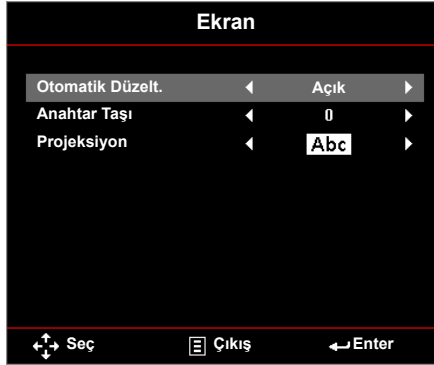 Ekran
Otomatik Düzelt. Açık
Anahtar Taşı 0
Projeksiyon Abc
Seç Çıkış Enter